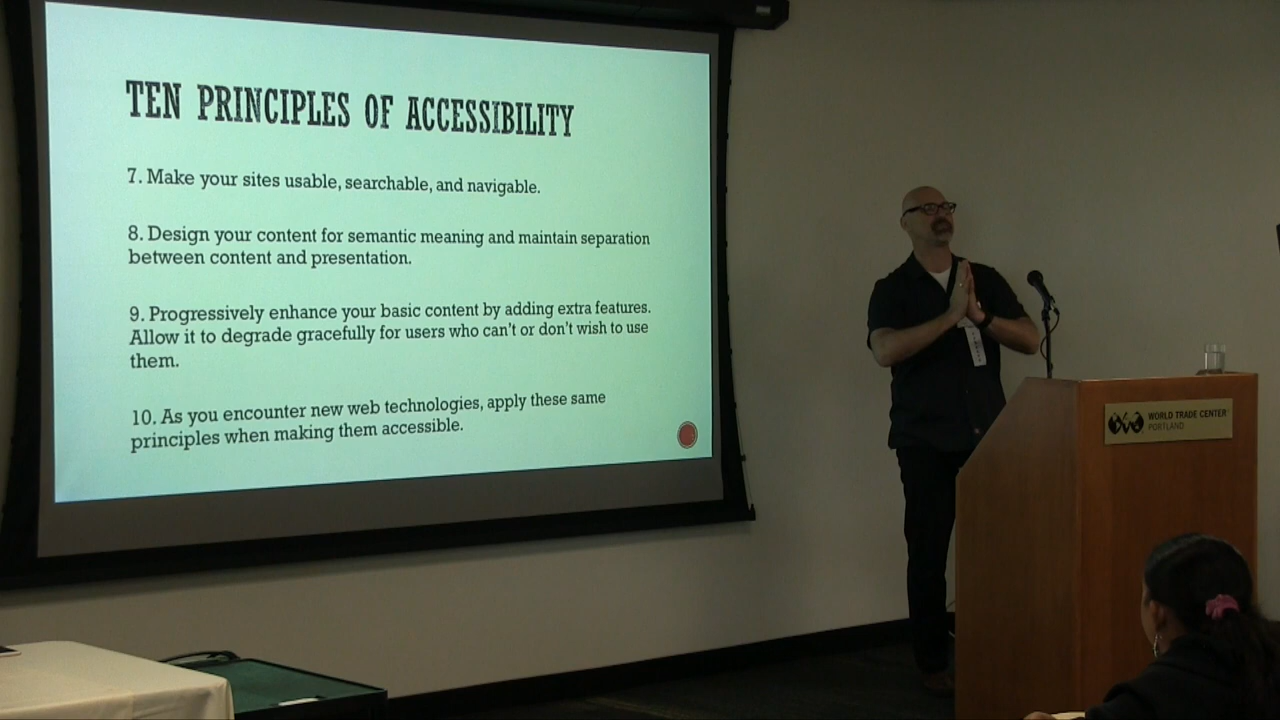 TEN PRINCIPLES OF ACCESSIBILITY
7. Make your sites usable, searchable, and navigable.
8. Design your content for semantic meaning and maintain separation
between content and presentation.
9. Progressively enhance your basic content by adding extra features.
Allow it to degrade gracefully for users who can't or don't wish to use
them.
10. As you encounter new web technologies, apply these same
principles when making them accessible.
WORLD TRADE CENTER
PORTLAND